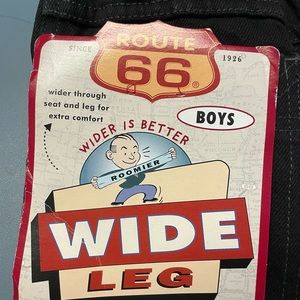 ROUTE
SINCE 1926
66®
wider through
seat and leg for
extra comfort
BOYS
WIDER IS BETTER
ROOMIER
WIDE
LEG